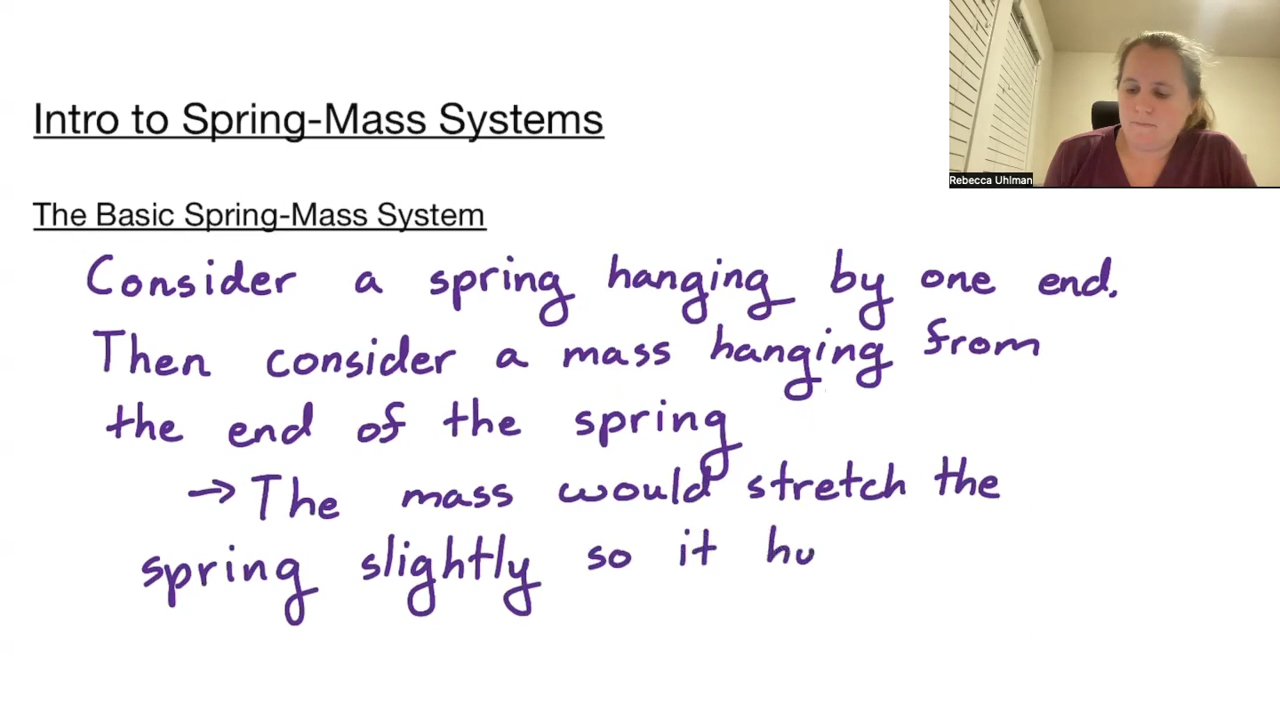 Intro to Spring-Mass Systems
Rebecca Uhlman
The Basic Spring-Mass System
Consider a spring hanging by one end.
Then consider a mass hanging from
the end of the spring
→ The mass would stretch the
spring slightly so it hu